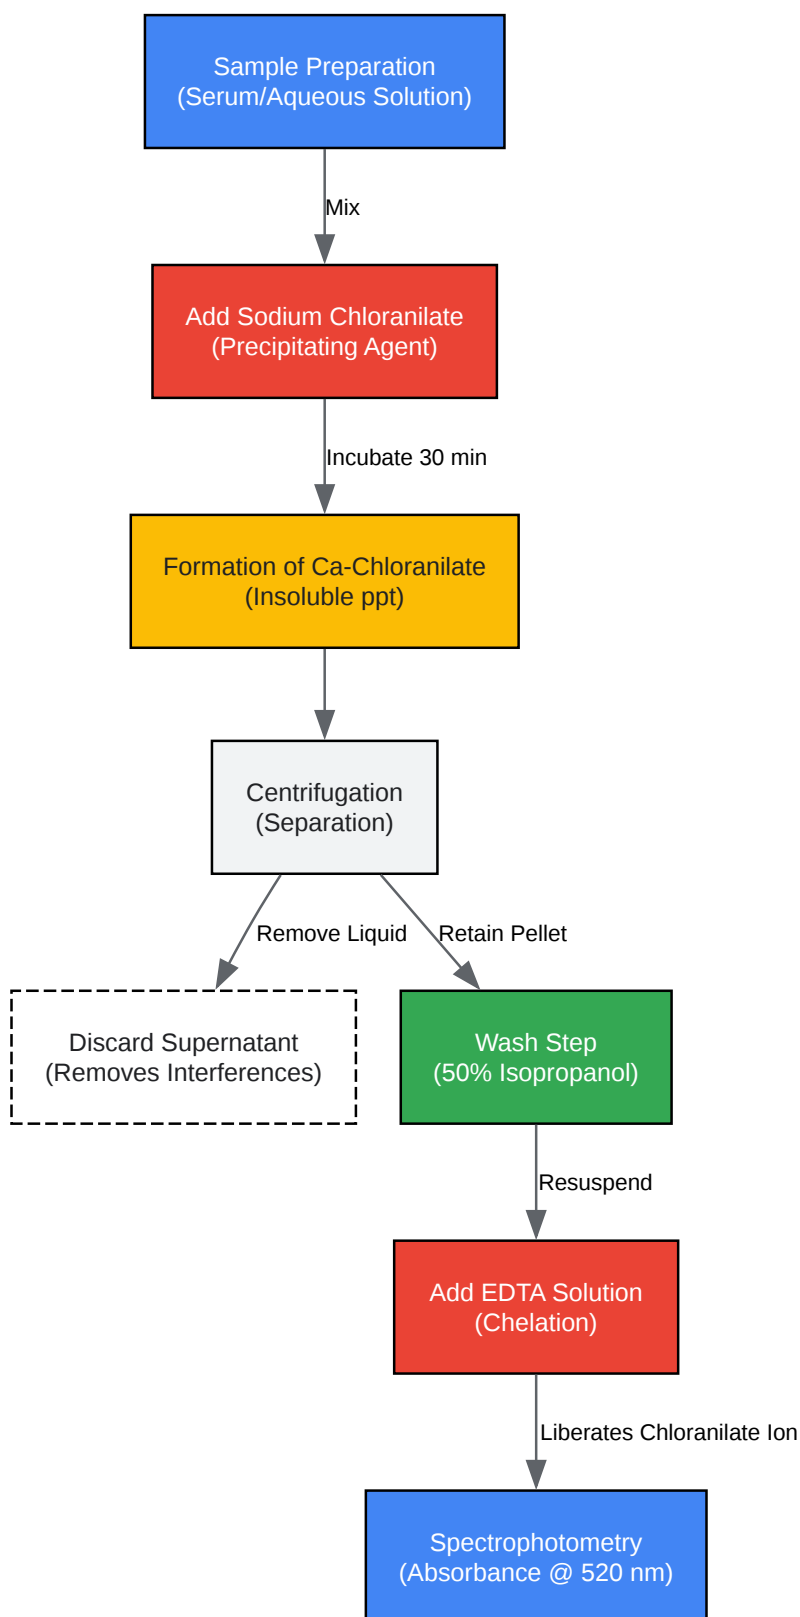 Sample Preparation
(Serum/Aqueous Solution)
Mix
Add Sodium Chloranilate
(Precipitating Agent)
Incubate 30 min
Formation of Ca-Chloranilate
(Insoluble ppt)
Centrifugation
(Separation)
Remove Liquid
Retain Pellet
Discard Supernatant
(Removes Interferences)
Wash Step
(50% Isopropanol)
Resuspend
Add EDTA Solution
(Chelation)
Liberates Chloranilate Ion
Spectrophotometry
(Absorbance @ 520 nm)